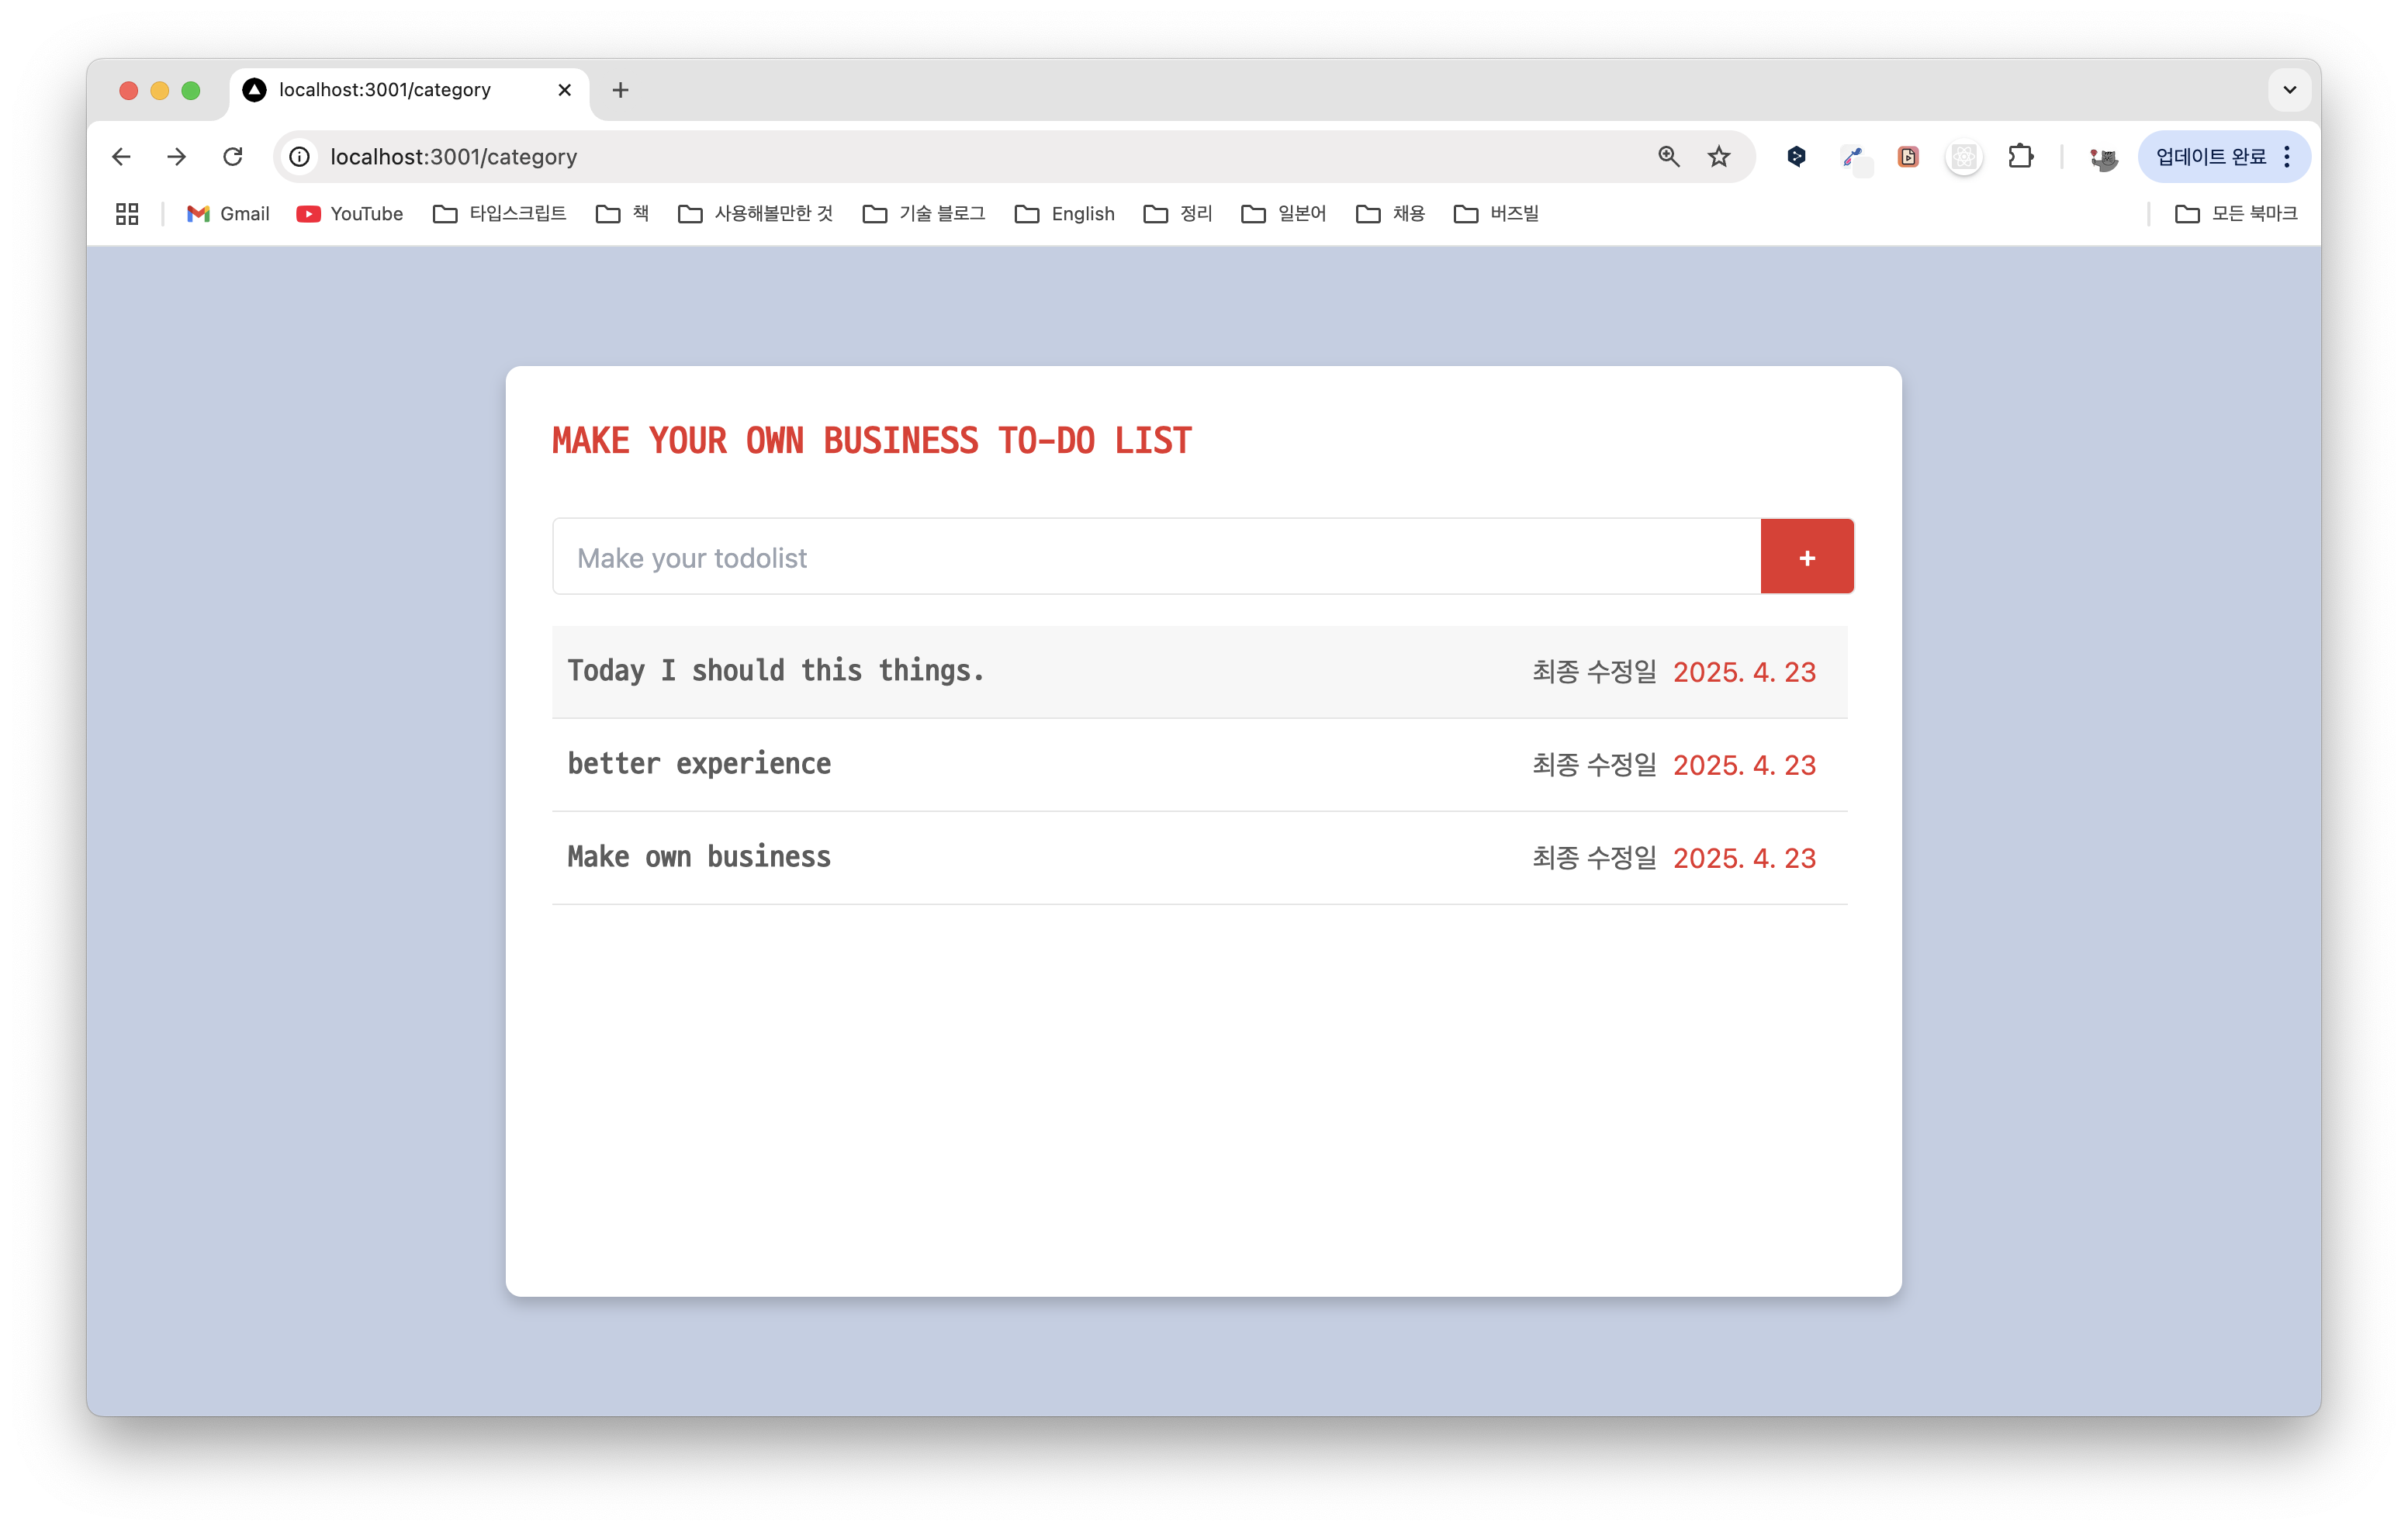 localhost:3001/category
localhost:3001/category
업데이트 완료
Gmail YouTube 타입스크립트 책 사용해볼만한 것 기술 블로그 English 정리 일본어 채용 버즈빌 모든 북마크
MAKE YOUR OWN BUSINESS TO-DO LIST
Make your todolist +
Today I should this things. 최종 수정일 2025. 4. 23
better experience 최종 수정일 2025. 4. 23
Make own business 최종 수정일 2025. 4. 23